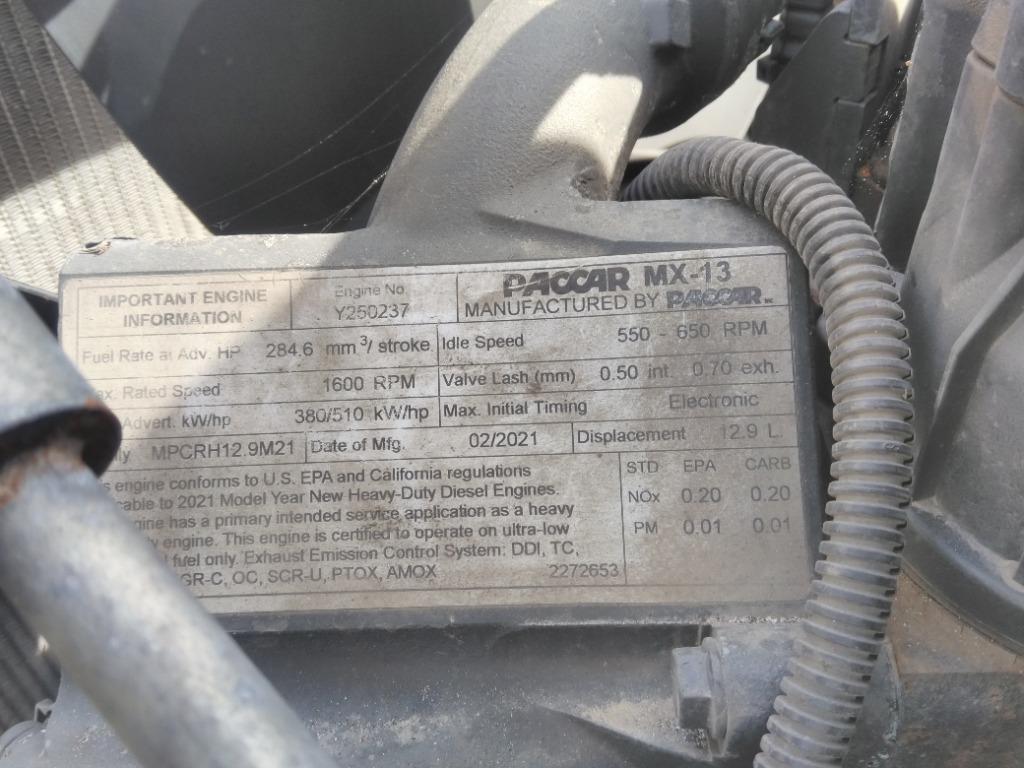 IMPORTANT ENGINE
INFORMATION
Engine No.
Y250237
PACCAR MX-13
MANUFACTURED BY PACCAR INC
Fuel Rate at Adv. HP 284.6 mm³/ stroke
Idle Speed 550 - 650 RPM
Rated Speed 1600 RPM
Valve Lash (mm) 0.50 int. 0.70 exh.
Advert. kW/hp 380/510 kW/hp
Max. Initial Timing Electronic
MPCRH12.9M21
Date of Mfg. 02/2021
Displacement 12.9 L.
engine conforms to U.S. EPA and California regulations
to 2021 Model Year New Heavy-Duty Diesel Engines.
has a primary intended service application as a heavy
engine. This engine is certified to operate on ultra-low
fuel only. Exhaust Emission Control System: DDI, TC,
GR-C, OC, SCR-U, PTOX, AMOX 2272653
STD EPA CARB
NOx 0.20 0.20
PM 0.01 0.01